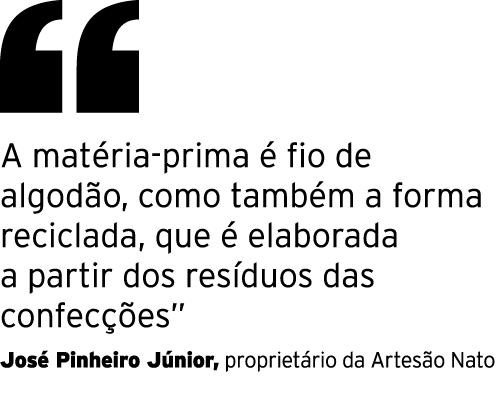 “
A matéria-prima é fio de
algodão, como também a forma
reciclada, que é elaborada
a partir dos resíduos das
confecções”
José Pinheiro Júnior, proprietário da Artesão Nato